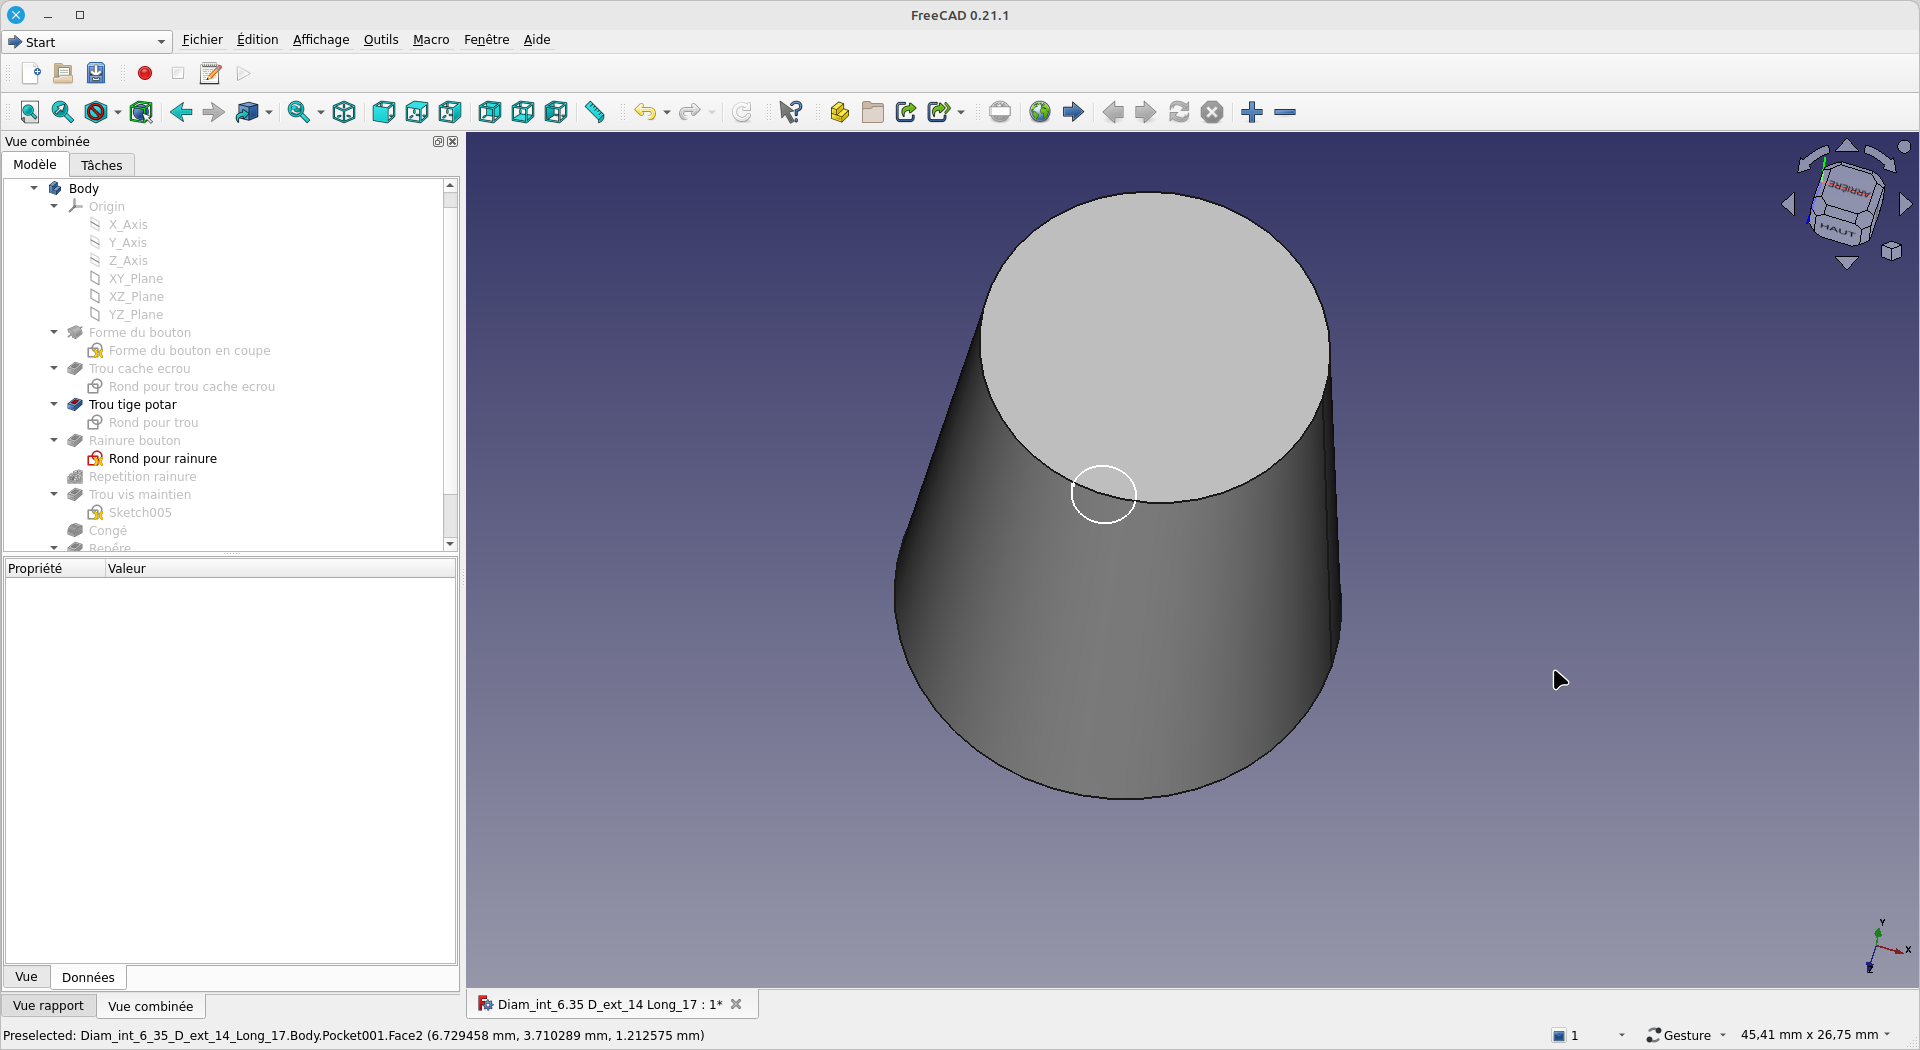 FreeCAD 0.21.1
Start
Fichier Édition Affichage Outils Macro Fenêtre Aide
Vue combinée
Modèle Tâches
Body
Origin
X_Axis
Y_Axis
Z_Axis
XY_Plane
XZ_Plane
YZ_Plane
Forme du bouton
Forme du bouton en coupe
Trou cache ecrou
Rond pour trou cache ecrou
Trou tige potar
Rond pour trou
Rainure bouton
Rond pour rainure
Repetition rainure
Trou vis maintien
Sketch005
Congé
Repère
Propriété Valeur
ARRIÈRE
HAUT
Y
X
Z
Vue Données
Vue rapport Vue combinée
Diam_int_6.35 D_ext_14 Long_17 : 1*
Preselected: Diam_int_6_35_D_ext_14_Long_17.Body.Pocket001.Face2 (6.729458 mm, 3.710289 mm, 1.212575 mm)
1 Gesture 45,41 mm x 26,75 mm